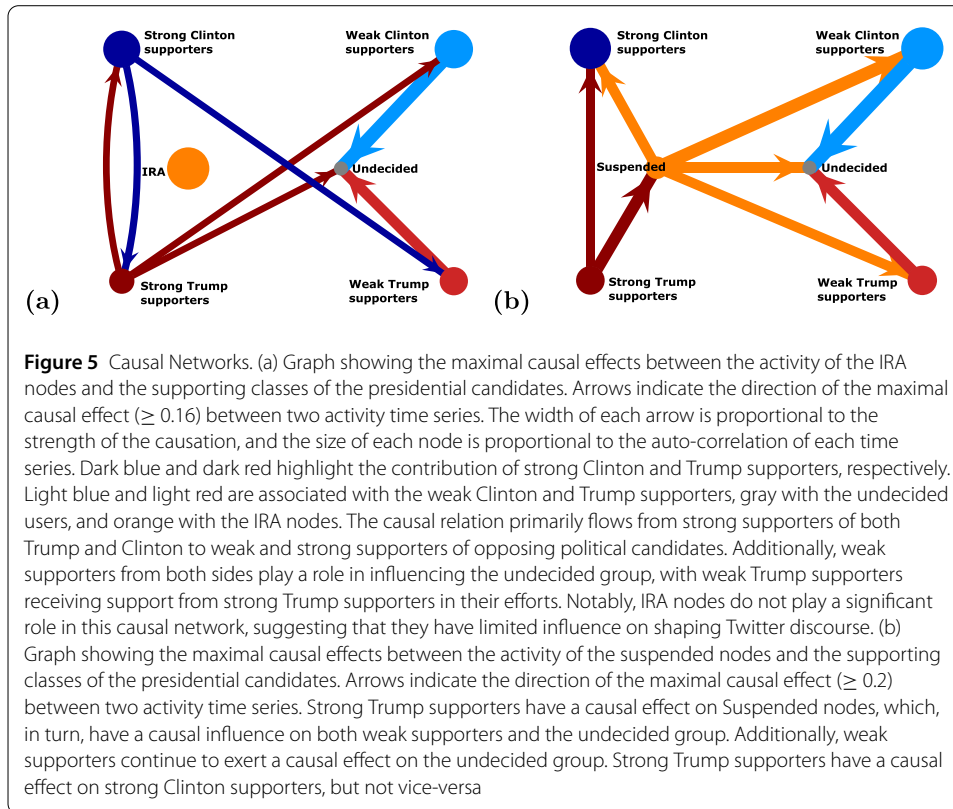 Strong Clinton
supporters
Weak Clinton
supporters
IRA
Undecided
Strong Trump
supporters
Weak Trump
supporters
(a)
Strong Clinton
supporters
Weak Clinton
supporters
Suspended
Undecided
Strong Trump
supporters
Weak Trump
supporters
(b)
Figure 5 Causal Networks. (a) Graph showing the maximal causal effects between the activity of the IRA
nodes and the supporting classes of the presidential candidates. Arrows indicate the direction of the maximal
causal effect (≥ 0.16) between two activity time series. The width of each arrow is proportional to the
strength of the causation, and the size of each node is proportional to the auto-correlation of each time
series. Dark blue and dark red highlight the contribution of strong Clinton and Trump supporters, respectively.
Light blue and light red are associated with the weak Clinton and Trump supporters, gray with the undecided
users, and orange with the IRA nodes. The causal relation primarily flows from strong supporters of both
Trump and Clinton to weak and strong supporters of opposing political candidates. Additionally, weak
supporters from both sides play a role in influencing the undecided group, with weak Trump supporters
receiving support from strong Trump supporters in their efforts. Notably, IRA nodes do not play a significant
role in this causal network, suggesting that they have limited influence on shaping Twitter discourse. (b)
Graph showing the maximal causal effects between the activity of the suspended nodes and the supporting
classes of the presidential candidates. Arrows indicate the direction of the maximal causal effect (≥ 0.2)
between two activity time series. Strong Trump supporters have a causal effect on Suspended nodes, which,
in turn, have a causal influence on both weak supporters and the undecided group. Additionally, weak
supporters continue to exert a causal effect on the undecided group. Strong Trump supporters have a causal
effect on strong Clinton supporters, but not vice-versa